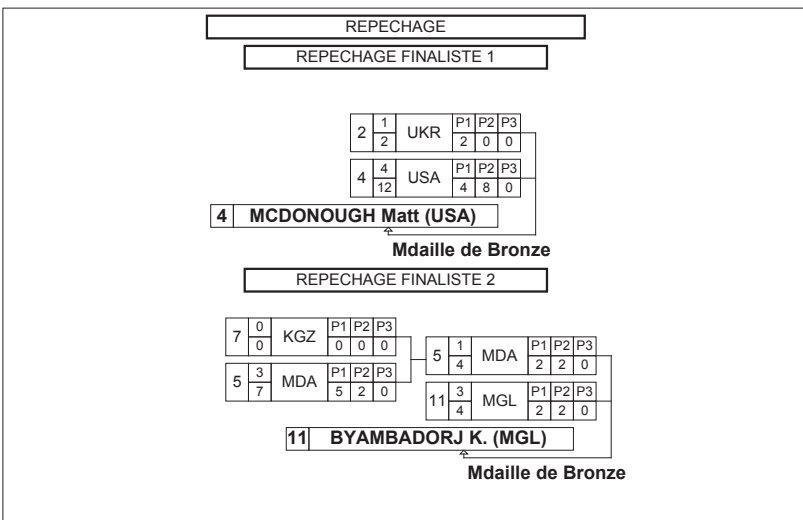 REPECHAGE
REPECHAGE FINALISTE 1
2 1 UKR P1 P2 P3
2 2 0 0
4 4 USA P1 P2 P3
12 4 8 0
4 MCDONOUGH Matt (USA)
Mdaille de Bronze
REPECHAGE FINALISTE 2
7 0 KGZ P1 P2 P3
0 0 0 0
5 3 MDA P1 P2 P3
7 5 2 0
5 1 MDA P1 P2 P3
4 2 2 0
11 3 MGL P1 P2 P3
4 2 2 0
11 BYAMBADORJ K. (MGL)
Mdaille de Bronze